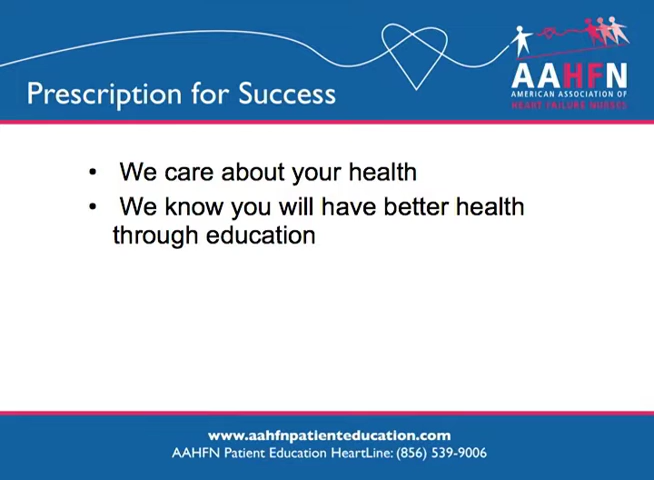 Prescription for Success
AAHFN
AMERICAN ASSOCIATION OF
HEART FAILURE NURSES
• We care about your health
• We know you will have better health
through education
www.aahfnpatienteducation.com
AAHFN Patient Education HeartLine: (856) 539-9006